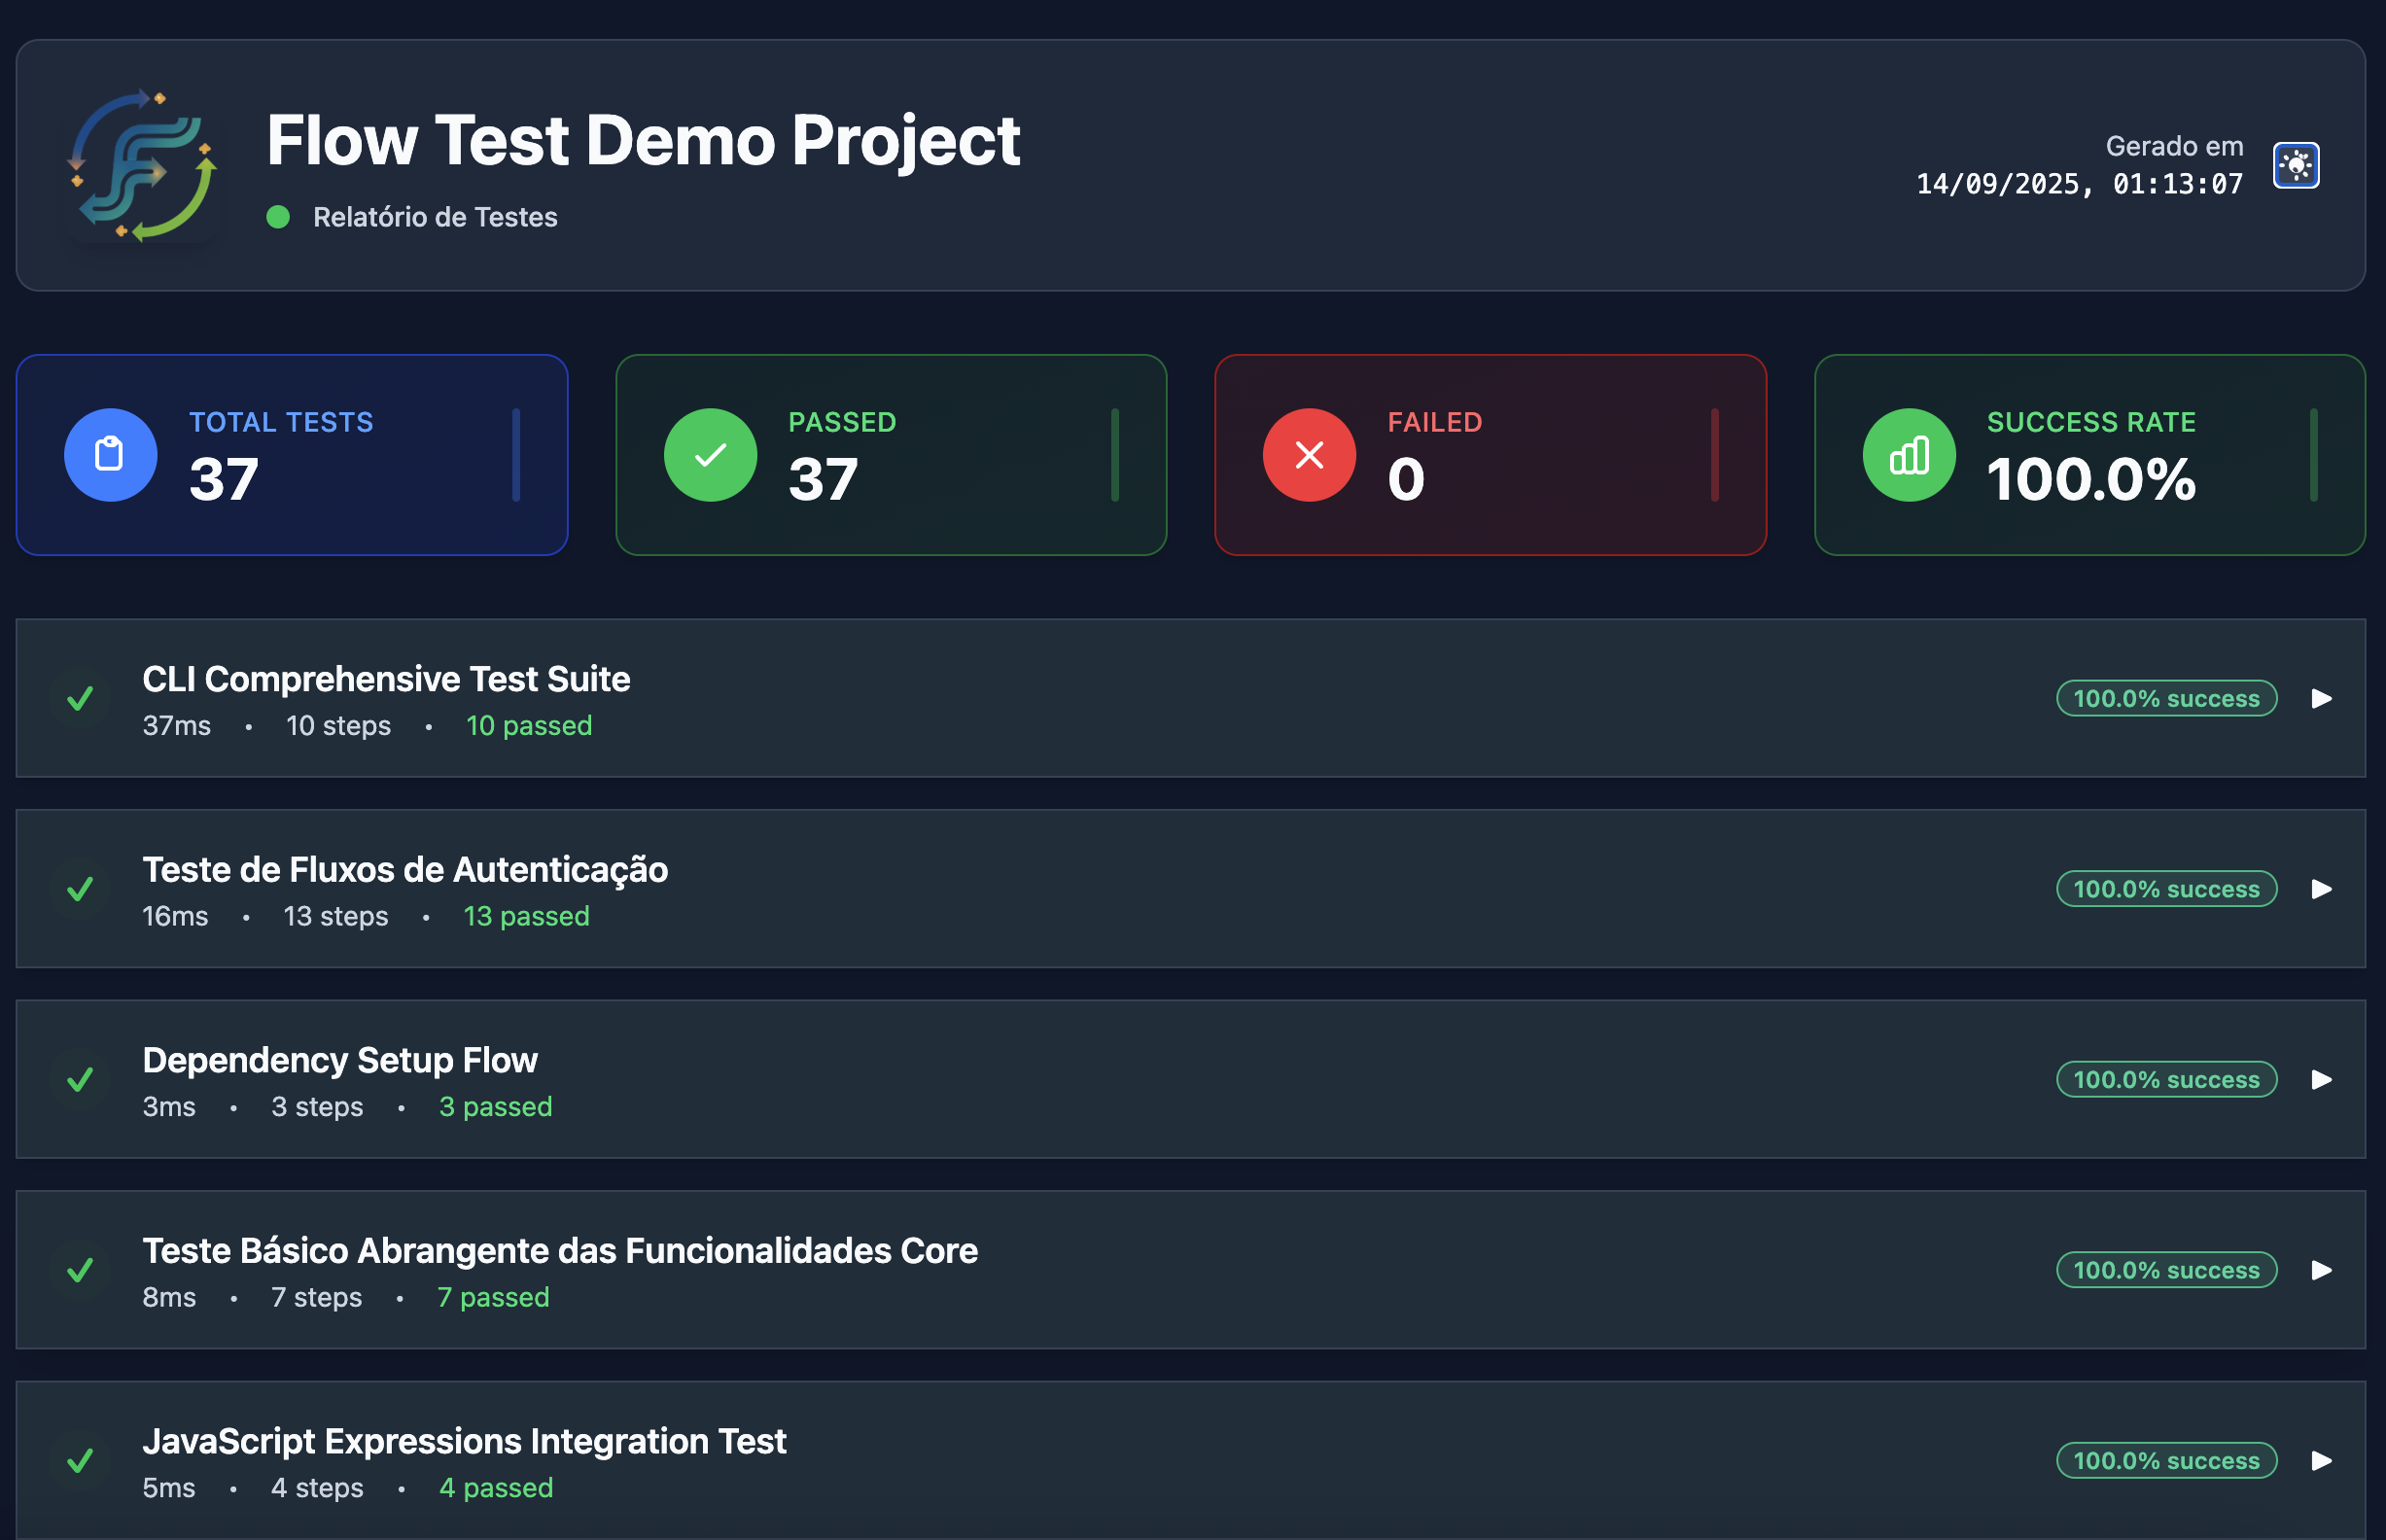 Flow Test Demo Project
Relatório de Testes
Gerado em
14/09/2025, 01:13:07
TOTAL TESTS
37
PASSED
37
FAILED
0
SUCCESS RATE
100.0%
CLI Comprehensive Test Suite
37ms • 10 steps • 10 passed
100.0% success
Teste de Fluxos de Autenticação
16ms • 13 steps • 13 passed
100.0% success
Dependency Setup Flow
3ms • 3 steps • 3 passed
100.0% success
Teste Básico Abrangente das Funcionalidades Core
8ms • 7 steps • 7 passed
100.0% success
JavaScript Expressions Integration Test
5ms • 4 steps • 4 passed
100.0% success